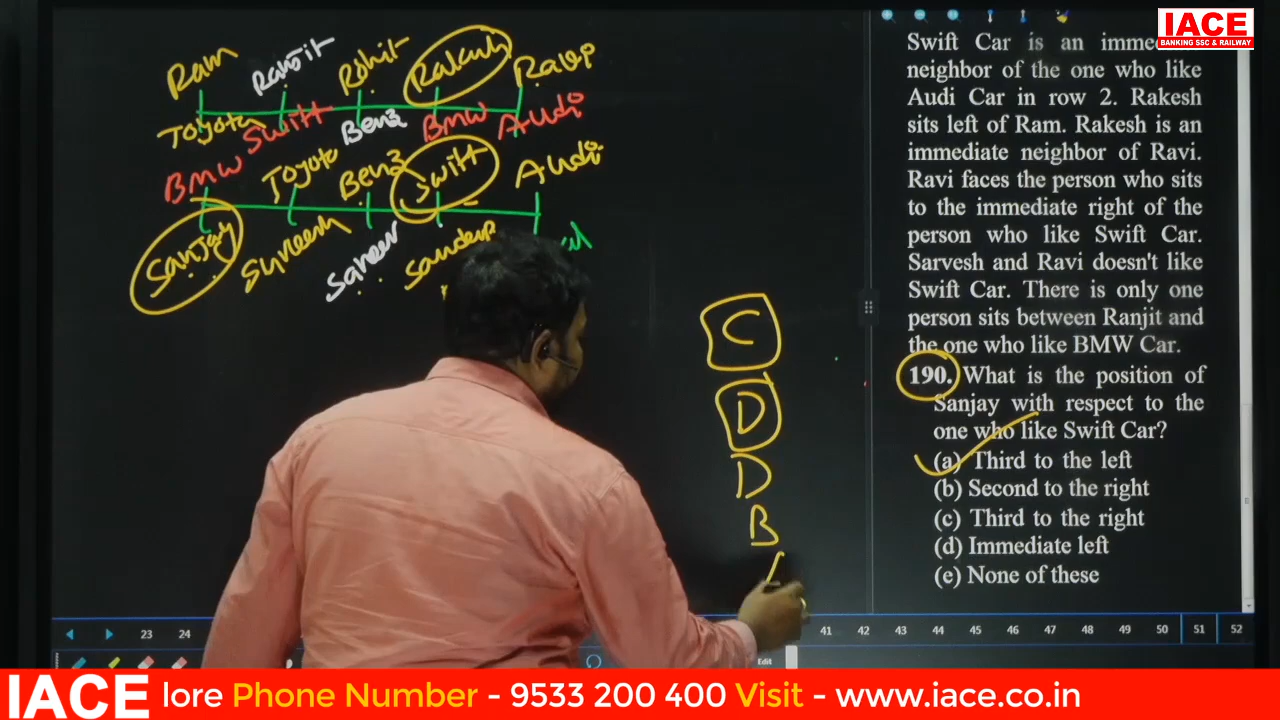 IACE
BANKING SSC & RAILWAY
Ram Ranjit Rohit Rakesh Ravi
Toyota Swift Benz BMW Audi
BMW Toyota Benz Swift Audi
Sanjay Sameer Sandeep
C
D
D
B
Swift Car is an
neighbor of the one who like
Audi Car in row 2. Rakesh
sits left of Ram. Rakesh is an
immediate neighbor of Ravi.
Ravi faces the person who sits
to the immediate right of the
person who like Swift Car.
Sarvesh and Ravi doesn't like
Swift Car. There is only one
person sits between Ranjit and
the one who like BMW Car.
190. What is the position of
Sanjay with respect to the
one who like Swift Car?
(a) Third to the left
(b) Second to the right
(c) Third to the right
(d) Immediate left
(e) None of these
23 24 41 42 43 44 45 46 47 48 49 50 51 52
Edit
IACE lore Phone Number - 9533 200 400 Visit - www.iace.co.in